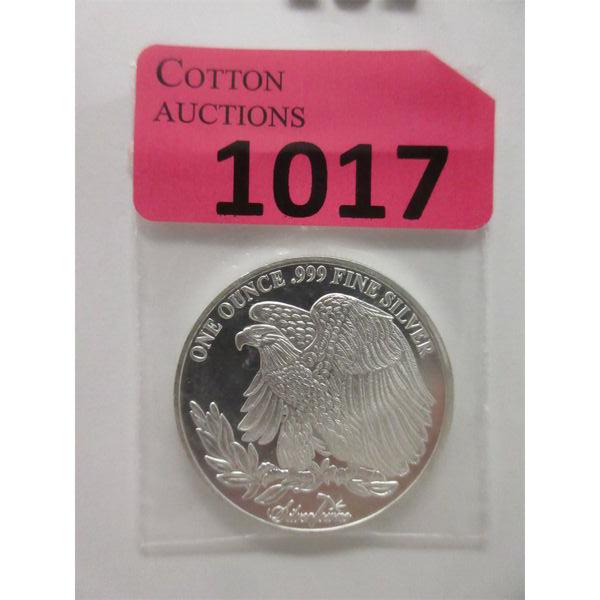 COTTON
AUCTIONS
1017
ONE OUNCE .999 FINE SILVER